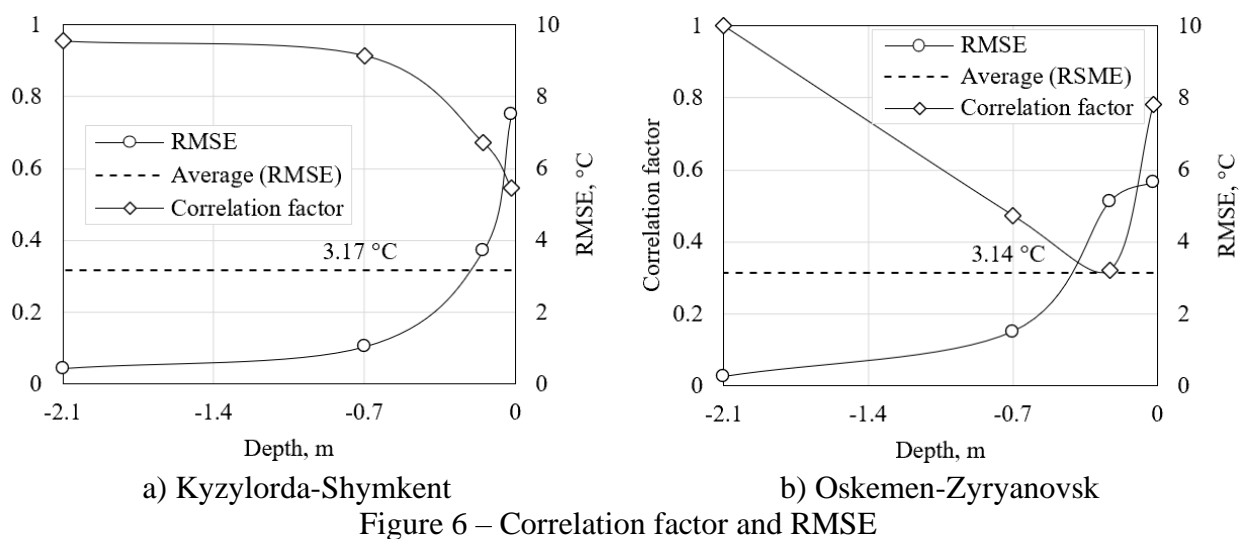 1
0.8
0.6
0.4
0.2
0
10
8
6
4
2
0
RMSE, °C
RMSE
Average (RMSE)
Correlation factor
3.17 °C
-2.1
-1.4
-0.7
0
Depth, m
a) Kyzylorda-Shymkent
Correlation factor
1
0.8
0.6
0.4
0.2
0
10
8
6
4
2
0
RMSE, °C
RMSE
Average (RSME)
Correlation factor
3.14 °C
-2.1
-1.4
-0.7
0
Depth, m
b) Oskemen-Zyryanovsk
Figure 6 – Correlation factor and RMSE